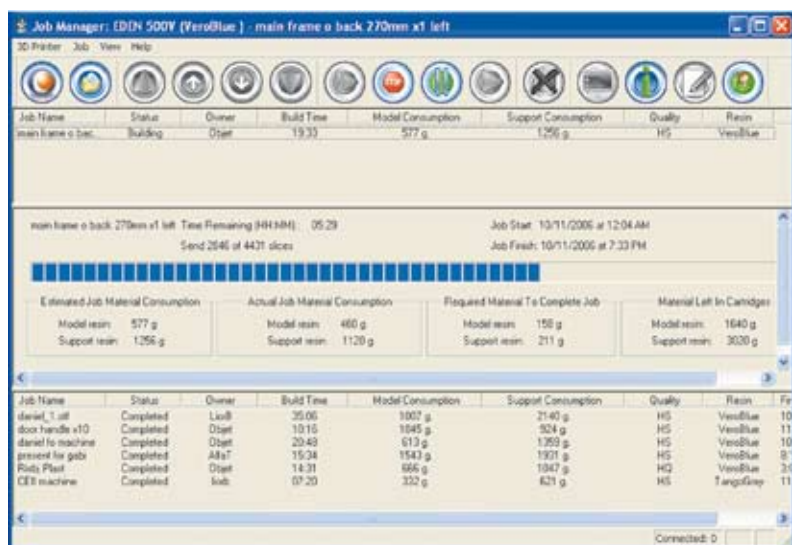 Job Manager: EDEN 500V (VeroBlue ) - main frame o back 270mm x1 left
3D Printer Job View Help
Job Name Status Owner Build Time Model Consumption Support Consumption Quality Resin
main frame o bac... Building Objet 19:33 577 g 1256 g HS VeroBlue
main frame o back 270mm x1 left Time Remaining (HH:MM): 05:29 Job Start: 10/11/2006 at 12:04 AM
Send 2846 of 4431 slices Job Finish: 10/11/2006 at 7:33 PM
Estimated Job Material Consumption Actual Job Material Consumption Required Material To Complete Job Material Left In Cartridges
Model resin: 577 g Model resin: 460 g Model resin: 158 g Model resin: 1640 g
Support resin: 1256 g Support resin: 1120 g Support resin: 211 g Support resin: 3020 g
Job Name Status Owner Build Time Model Consumption Support Consumption Quality Resin
daniel_1.stl Completed LiorB 35:06 1007 g 2140 g HS VeroBlue
door handle x10 Completed Objet 10:16 1045 g 924 g HS VeroBlue
daniel to machine Completed Objet 20:49 613 g 1359 g HS VeroBlue
present for gabi Completed 15:34 1543 g 1931 g HS VeroBlue
Plast Completed Objet 14:31 666 g 1047 g HQ VeroBlue
machine Completed liorb 07:20 332 g 621 g HS TangoGray
Connected: 0